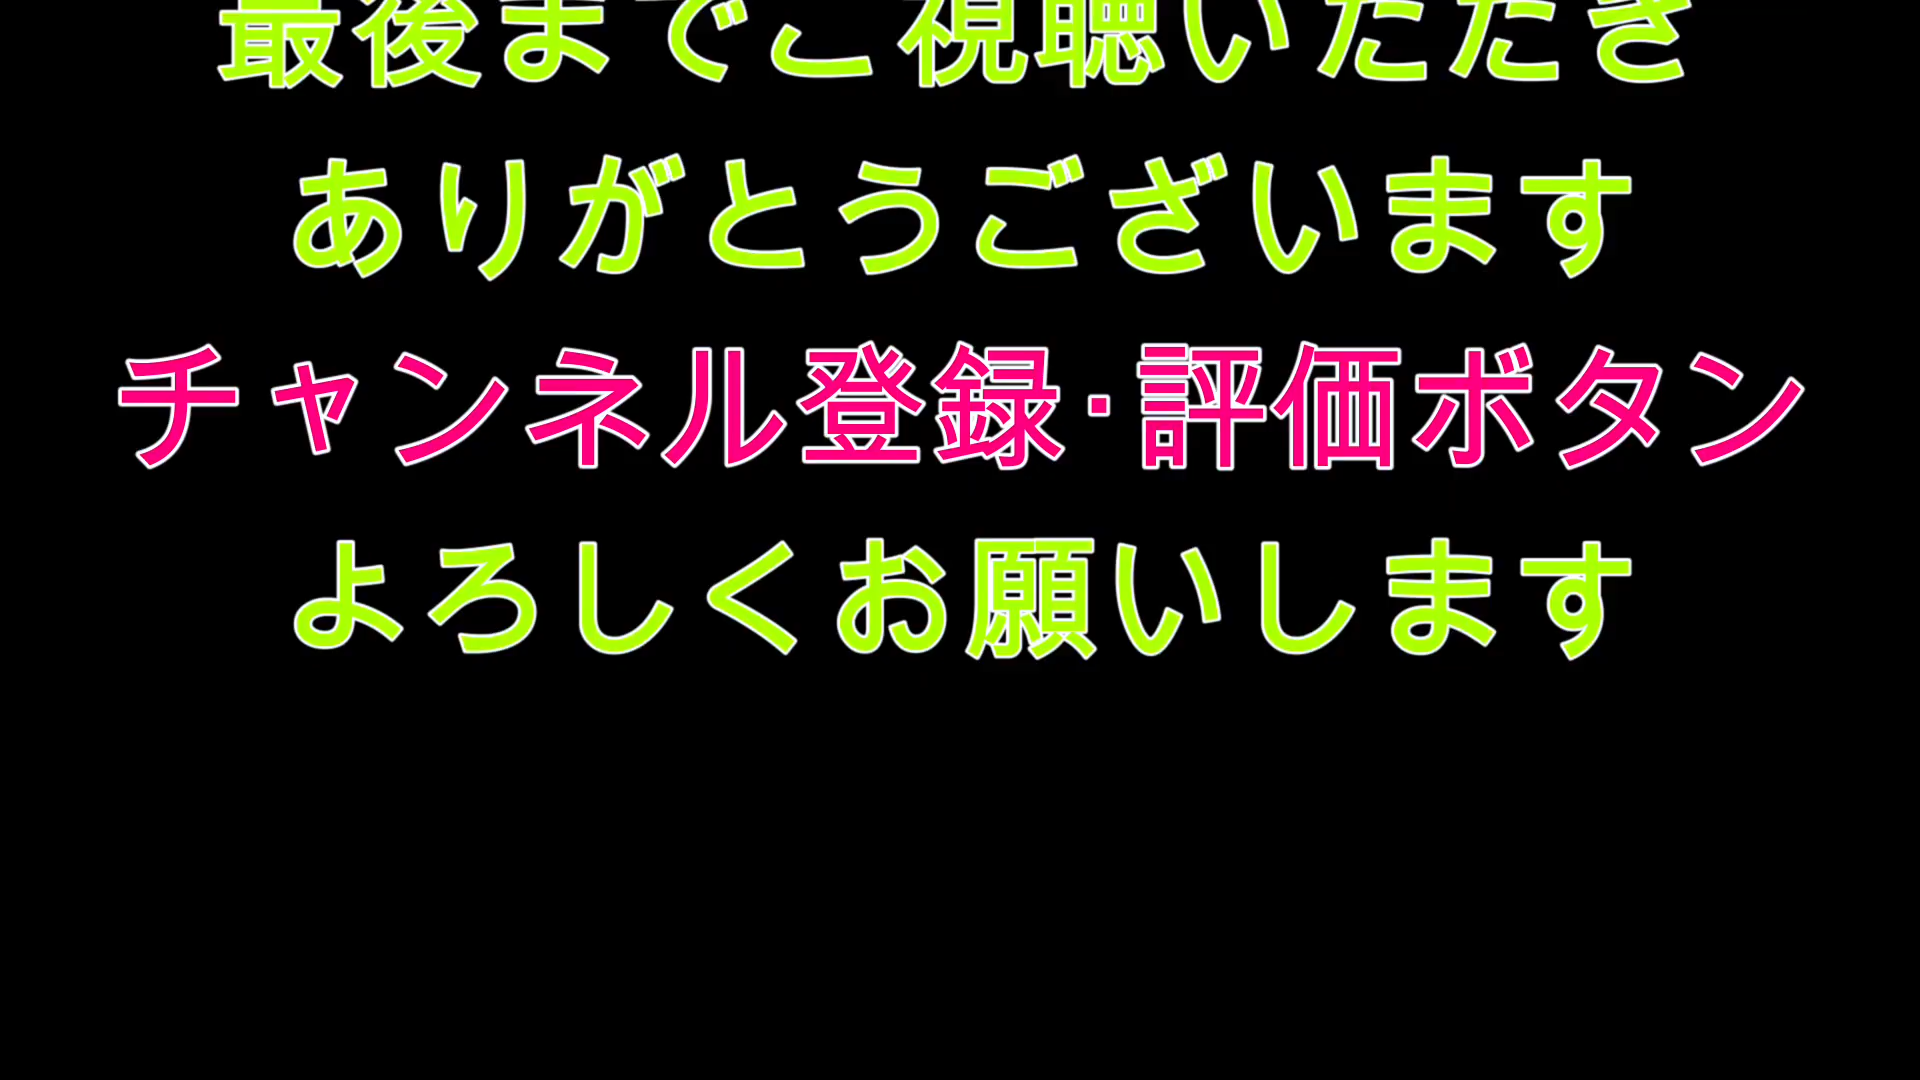 最後までご視聴いただき
ありがとうございます
チャンネル登録･評価ボタン
よろしくお願いします